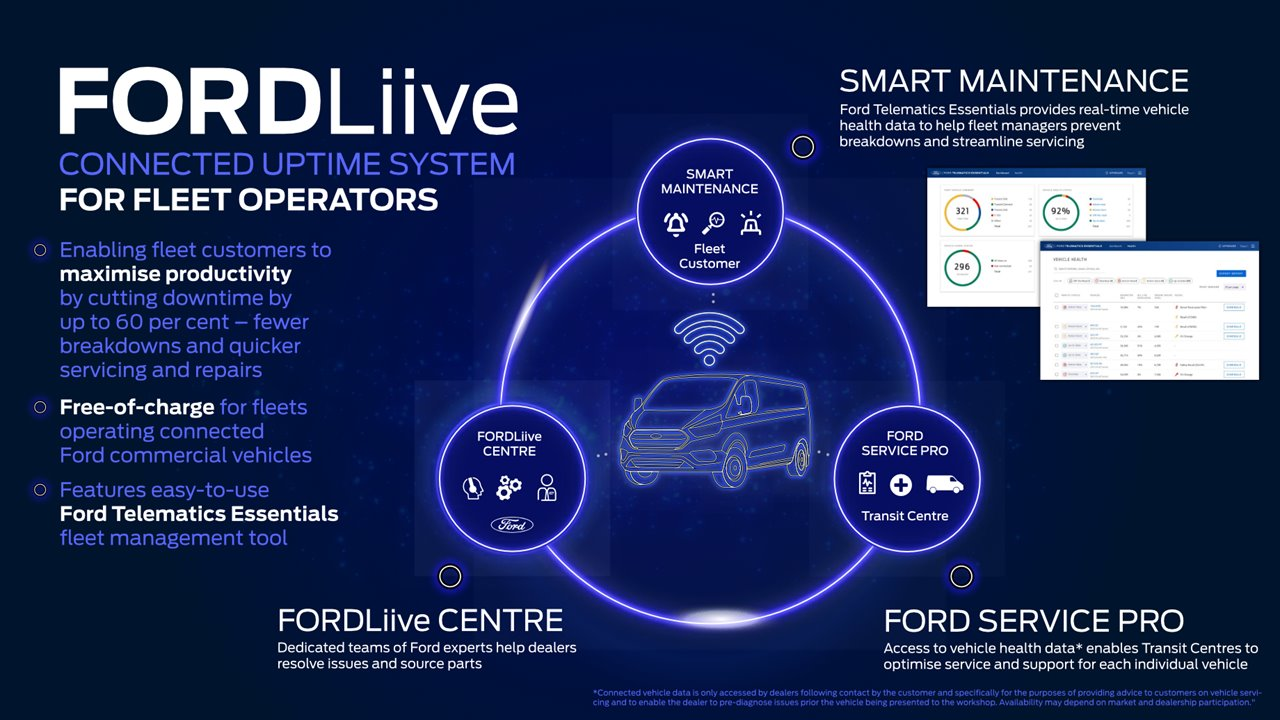 FORDLiive
CONNECTED UPTIME SYSTEM
FOR FLEET OPERATORS
Enabling fleet customers to
maximise productivity
by cutting downtime by
up to 60 per cent – fewer
breakdowns and quicker
servicing and repairs
Free-of-charge for fleets
operating connected
Ford commercial vehicles
Features easy-to-use
Ford Telematics Essentials
fleet management tool
SMART MAINTENANCE
Ford Telematics Essentials provides real-time vehicle
health data to help fleet managers prevent
breakdowns and streamline servicing
SMART
MAINTENANCE
Fleet
Customer
FORD TELEMATICS ESSENTIALS
321
92%
296
FORD TELEMATICS ESSENTIALS
VEHICLE HEALTH
FORDLiive
CENTRE
Ford
FORD
SERVICE PRO
Transit Centre
FORDLiive CENTRE
Dedicated teams of Ford experts help dealers
resolve issues and source parts
FORD SERVICE PRO
Access to vehicle health data* enables Transit Centres to
optimise service and support for each individual vehicle
*Connected vehicle data is only accessed by dealers following contact by the customer and specifically for the purposes of providing advice to customers on vehicle servi-
cing and to enable the dealer to pre-diagnose issues prior the vehicle being presented to the workshop. Availability may depend on market and dealership participation."